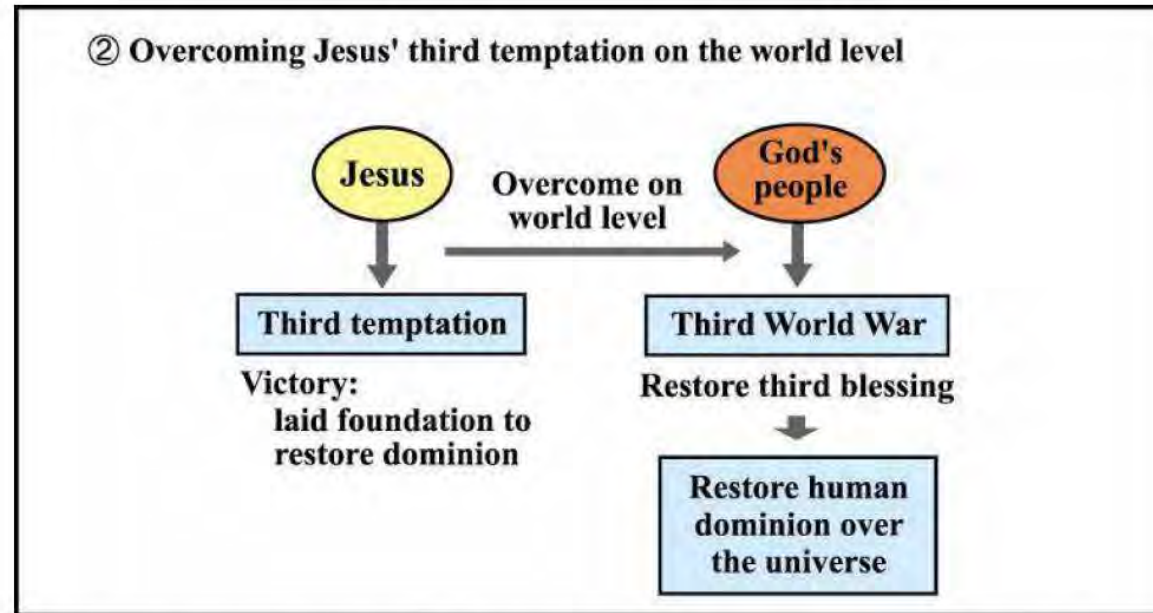 ② Overcoming Jesus' third temptation on the world level
Jesus
Overcome on
world level
God's
people
Third temptation
Victory:
laid foundation to
restore dominion
Third World War
Restore third blessing
Restore human
dominion over
the universe